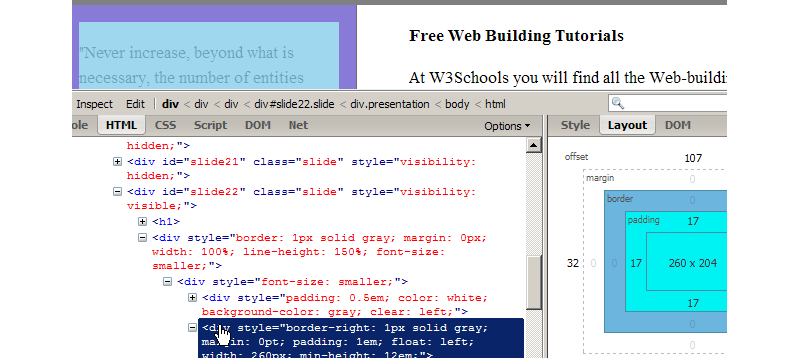 "Never increase, beyond what is
necessary, the number of entities
Free Web Building Tutorials
At W3Schools you will find all the Web-buildin
Inspect Edit div < div < div < div#slide22.slide < div.presentation < body < html
ole HTML CSS Script DOM Net Options
hidden;">
<div id="slide21" class="slide" style="visibility:
hidden;">
<div id="slide22" class="slide" style="visibility:
visible;">
<h1>
<div style="border: 1px solid gray; margin: 0px;
width: 100%; line-height: 150%; font-size:
smaller;">
<div style="font-size: smaller;">
<div style="padding: 0.5em; color: white;
background-color: gray; clear: left;">
<div style="border-right: 1px solid gray;
margin: 0pt; padding: 1em; float: left;
width: 260px; min-height: 12em;">
Style Layout DOM
offset 107
margin 0
border 0
padding 17
32 0 0 17 260 x 204 17 0
17
0